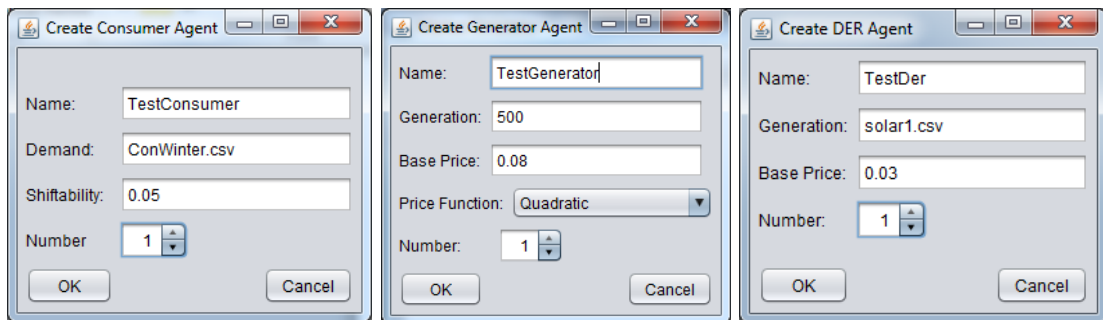 Create Consumer Agent
Name: TestConsumer
Demand: ConWinter.csv
Shiftability: 0.05
Number 1
OK Cancel
Create Generator Agent
Name: TestGenerator
Generation: 500
Base Price: 0.08
Price Function: Quadratic
Number: 1
OK Cancel
Create DER Agent
Name: TestDer
Generation: solar1.csv
Base Price: 0.03
Number: 1
OK Cancel